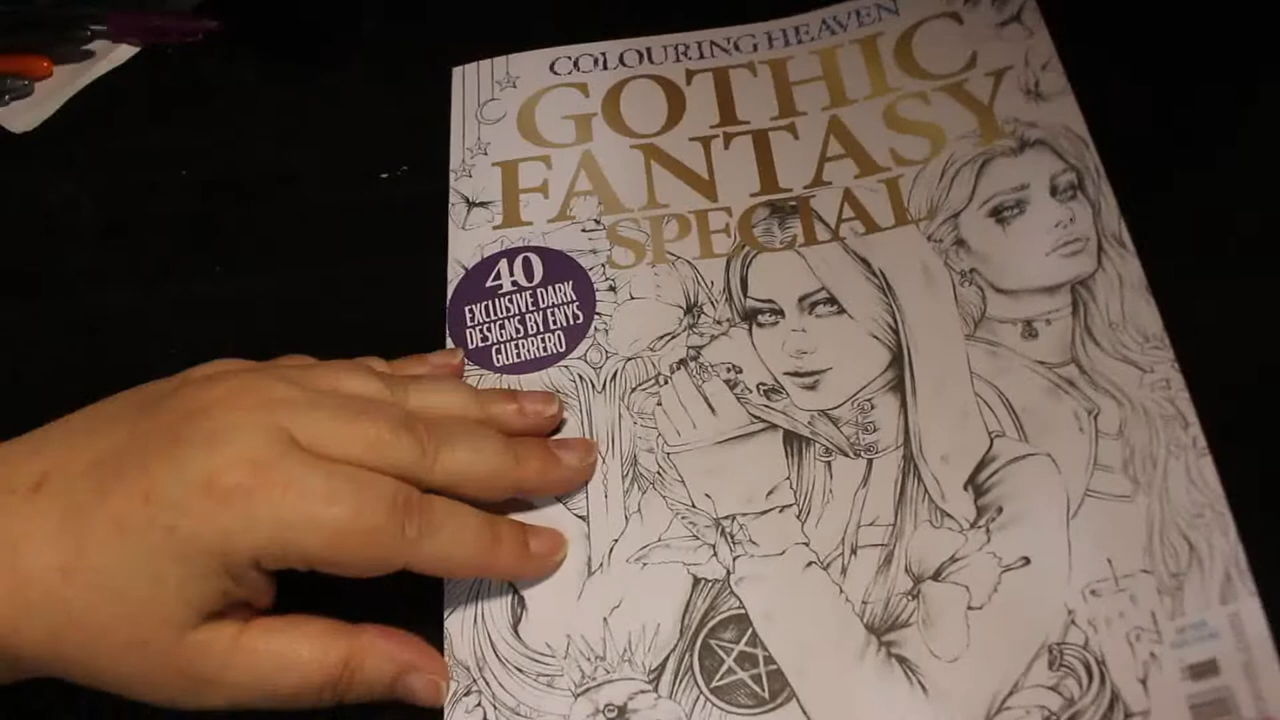 COLOURING HEAVEN
GOTHIC
FANTASY
SPECIAL
40
EXCLUSIVE DARK
DESIGNS BY ENYS
GUERRERO